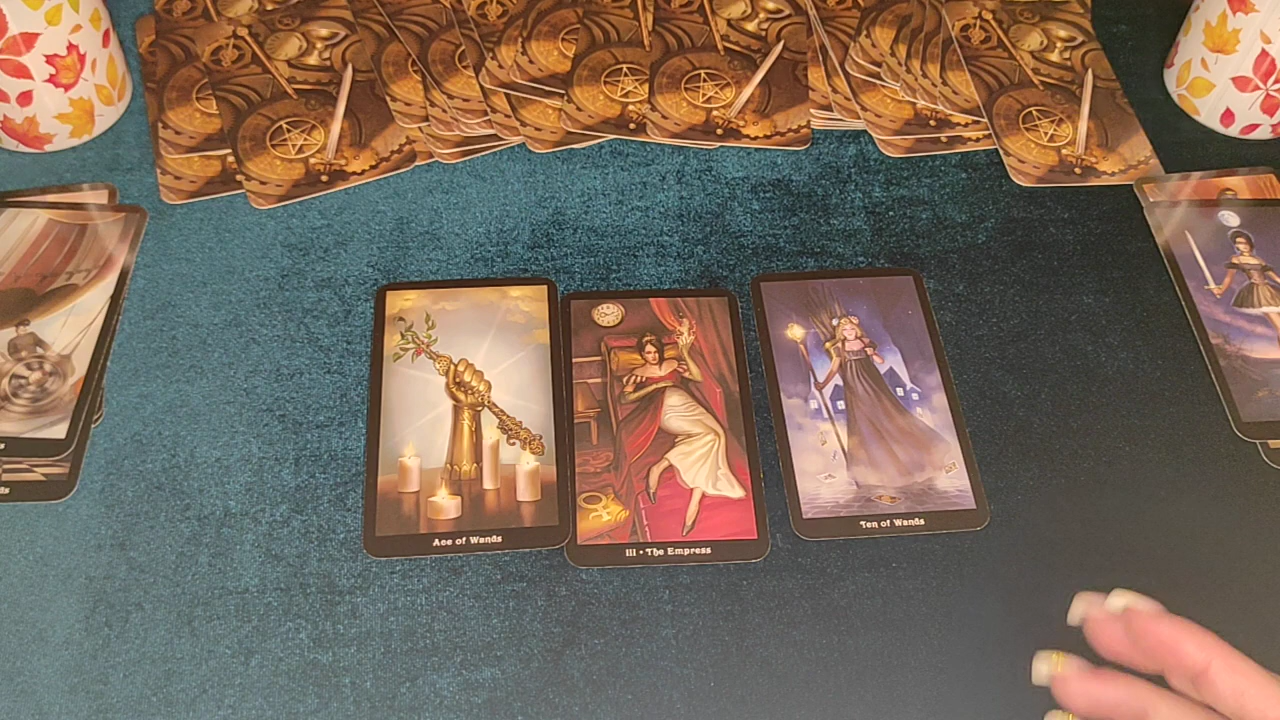 Ace of Wands
III • The Empress
Ten of Wands